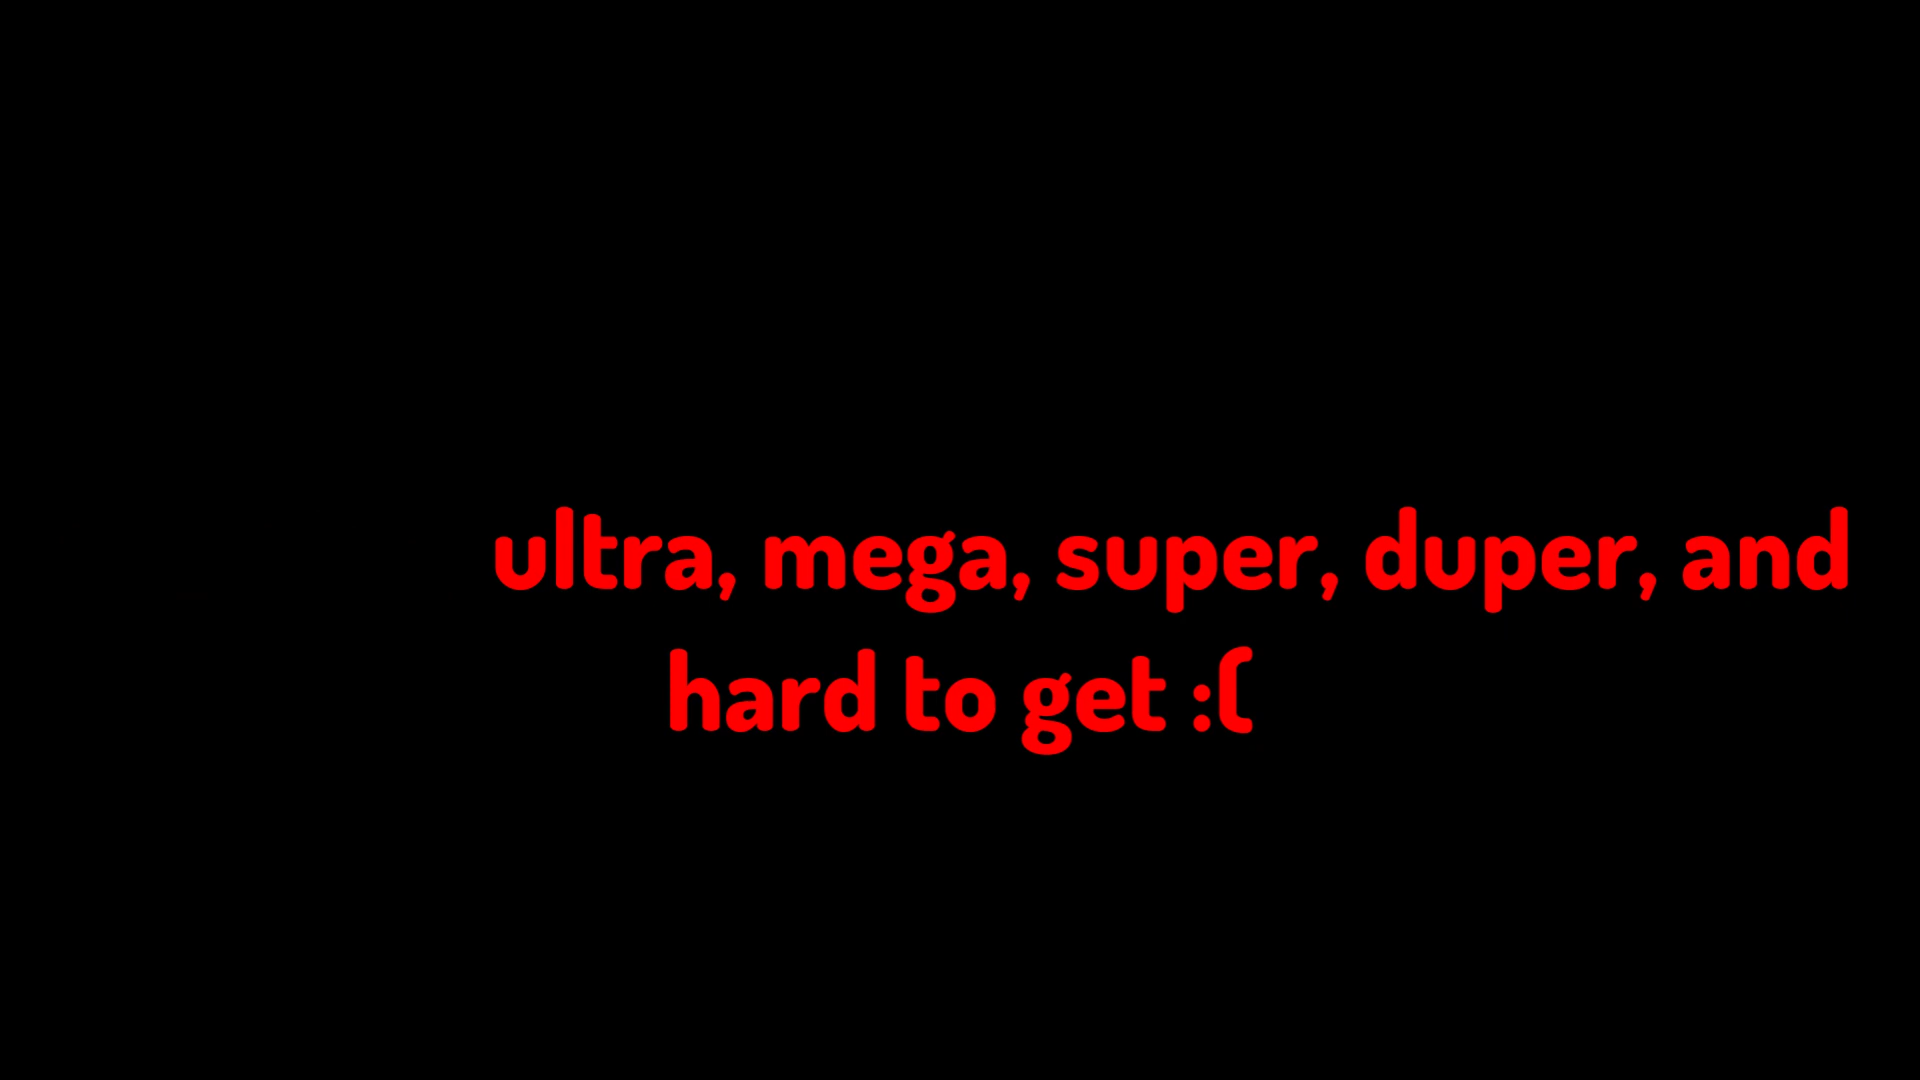 ultra, mega, super, duper, and
hard to get :(